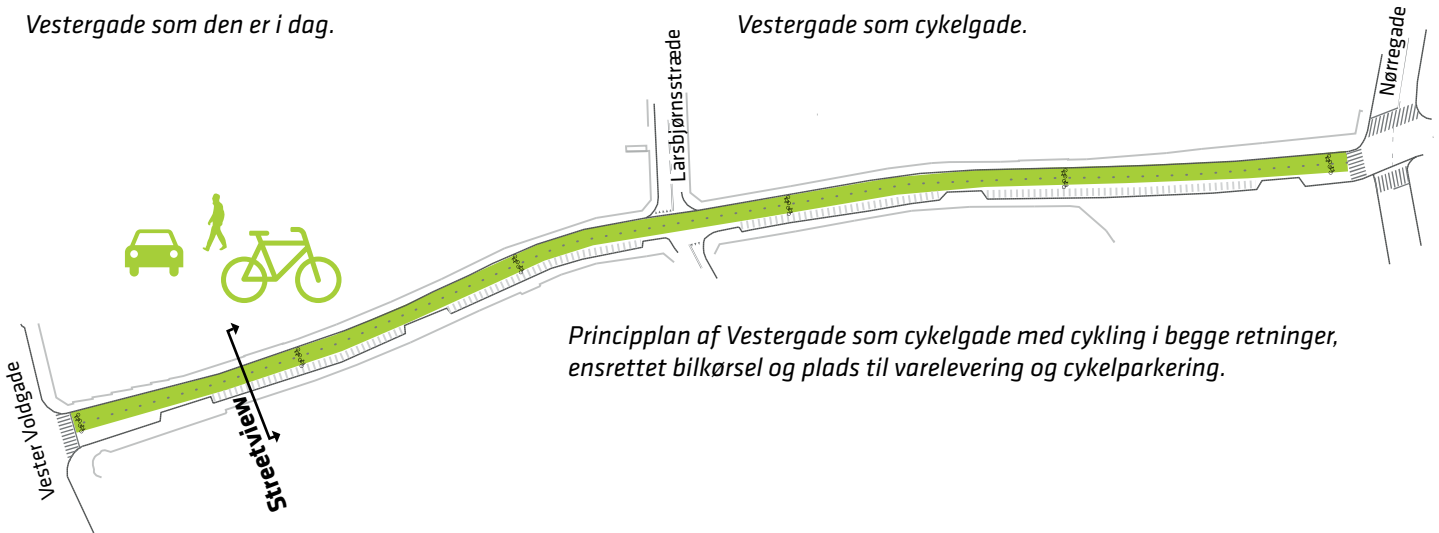 Vestergade som den er i dag.
Vestergade som cykelgade.
Nørregade
Larsbjørnsstræde
Principplan af Vestergade som cykelgade med cykling i begge retninger,
ensrettet bilkørsel og plads til varelevering og cykelparkering.
Vester Voldgade
Streetview